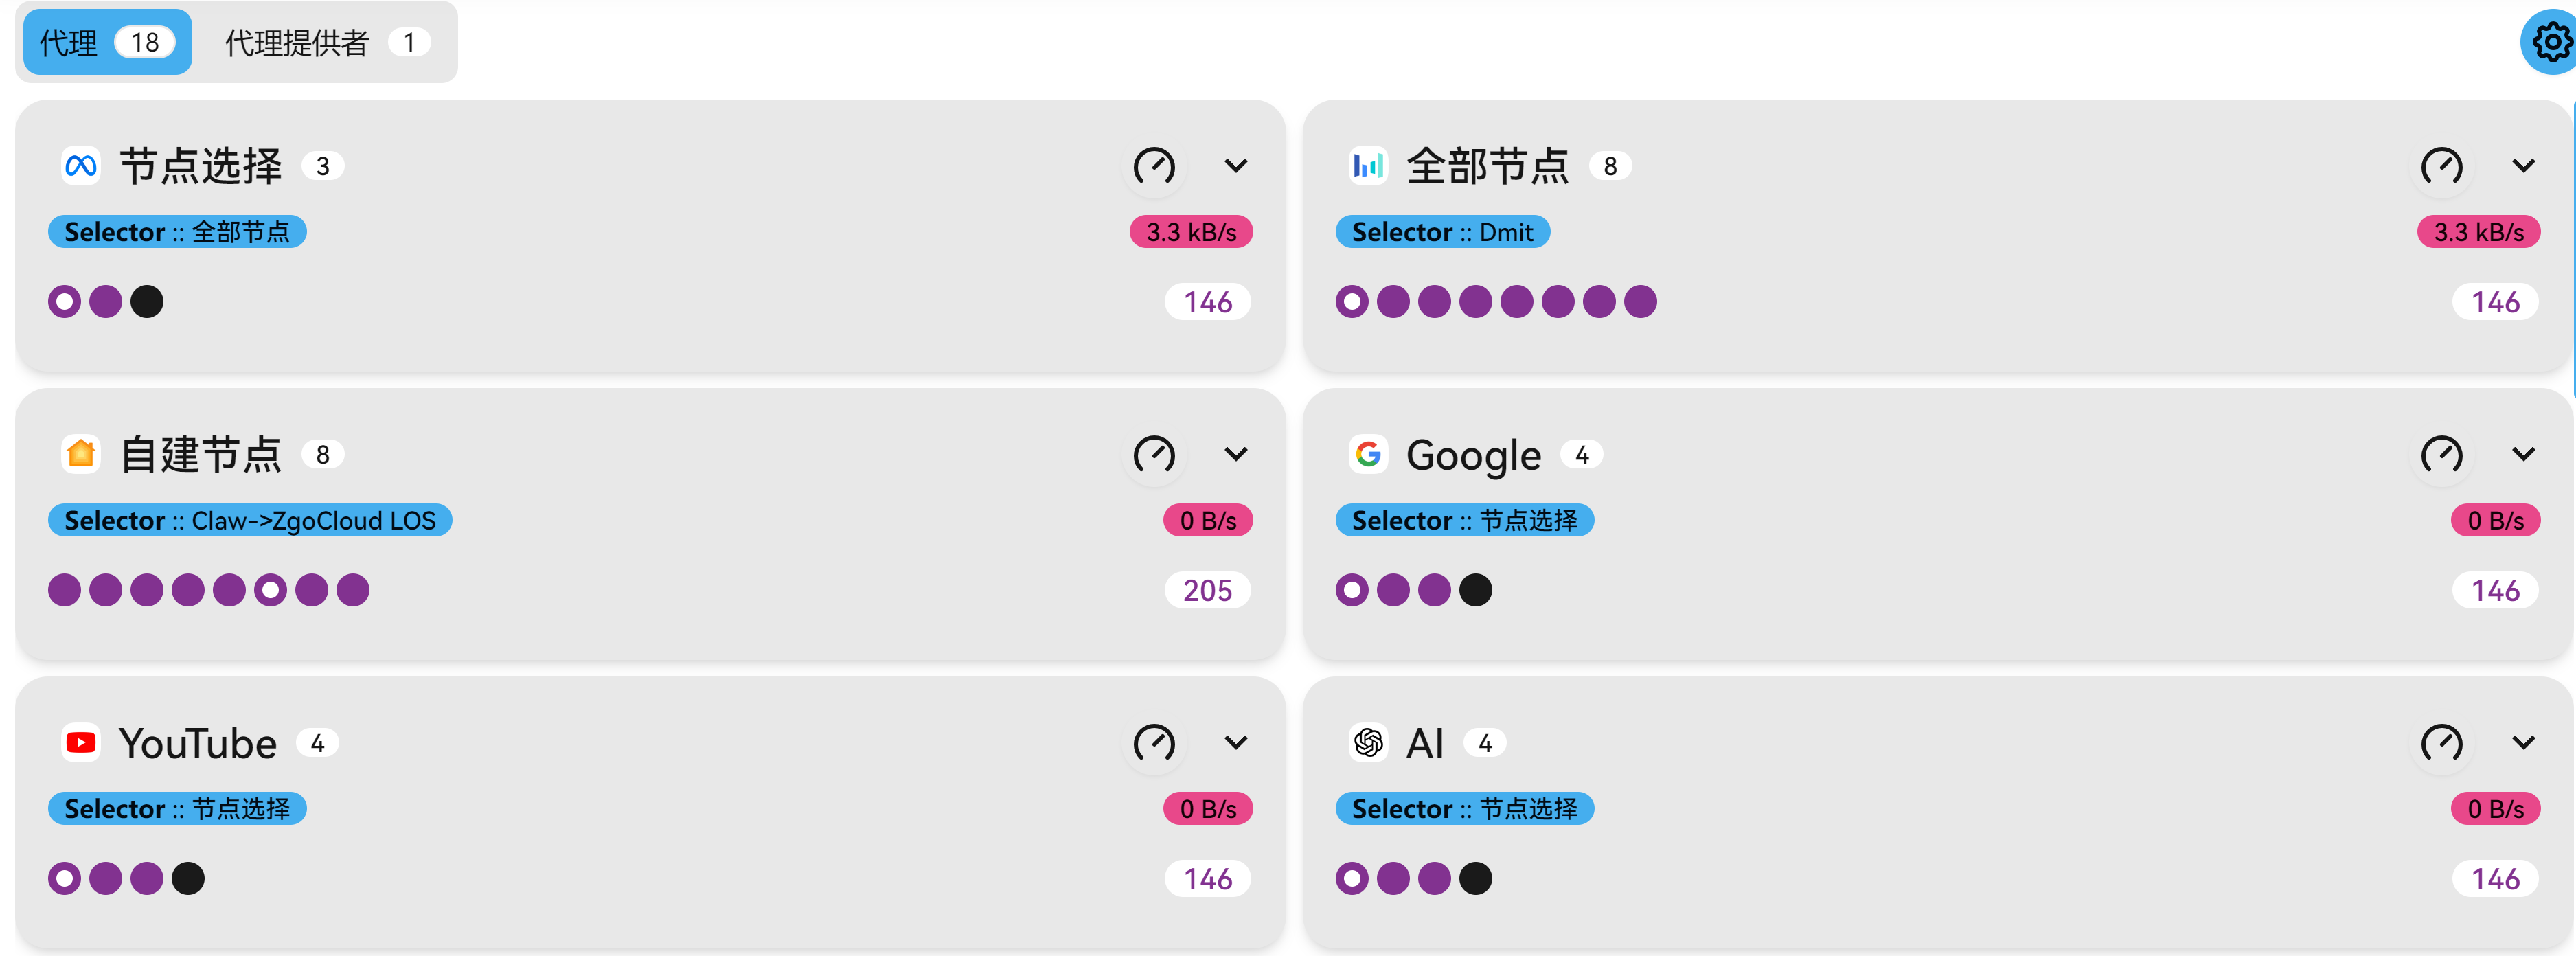 代理 18 代理提供者 1
节点选择 3
Selector :: 全部节点 3.3 kB/s
146
全部节点 8
Selector :: Dmit 3.3 kB/s
146
自建节点 8
Selector :: Claw->ZgoCloud LOS 0 B/s
205
Google 4
Selector :: 节点选择 0 B/s
146
YouTube 4
Selector :: 节点选择 0 B/s
146
AI 4
Selector :: 节点选择 0 B/s
146